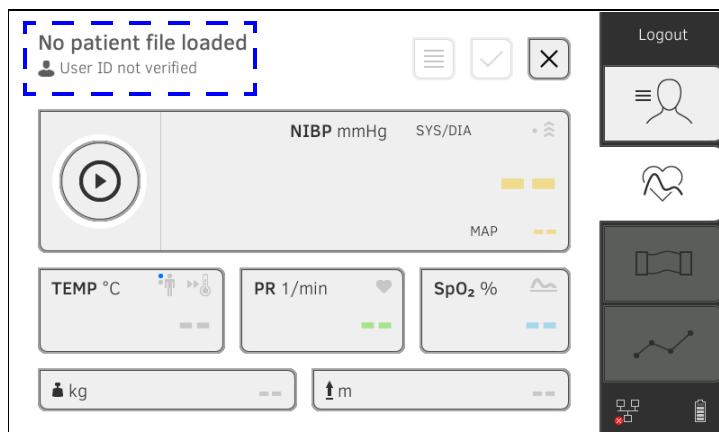 No patient file loaded
User ID not verified
Logout
NIBP mmHg SYS/DIA
-- --
MAP --
TEMP °C
--
PR 1/min
--
SpO₂ %
--
kg --
m --